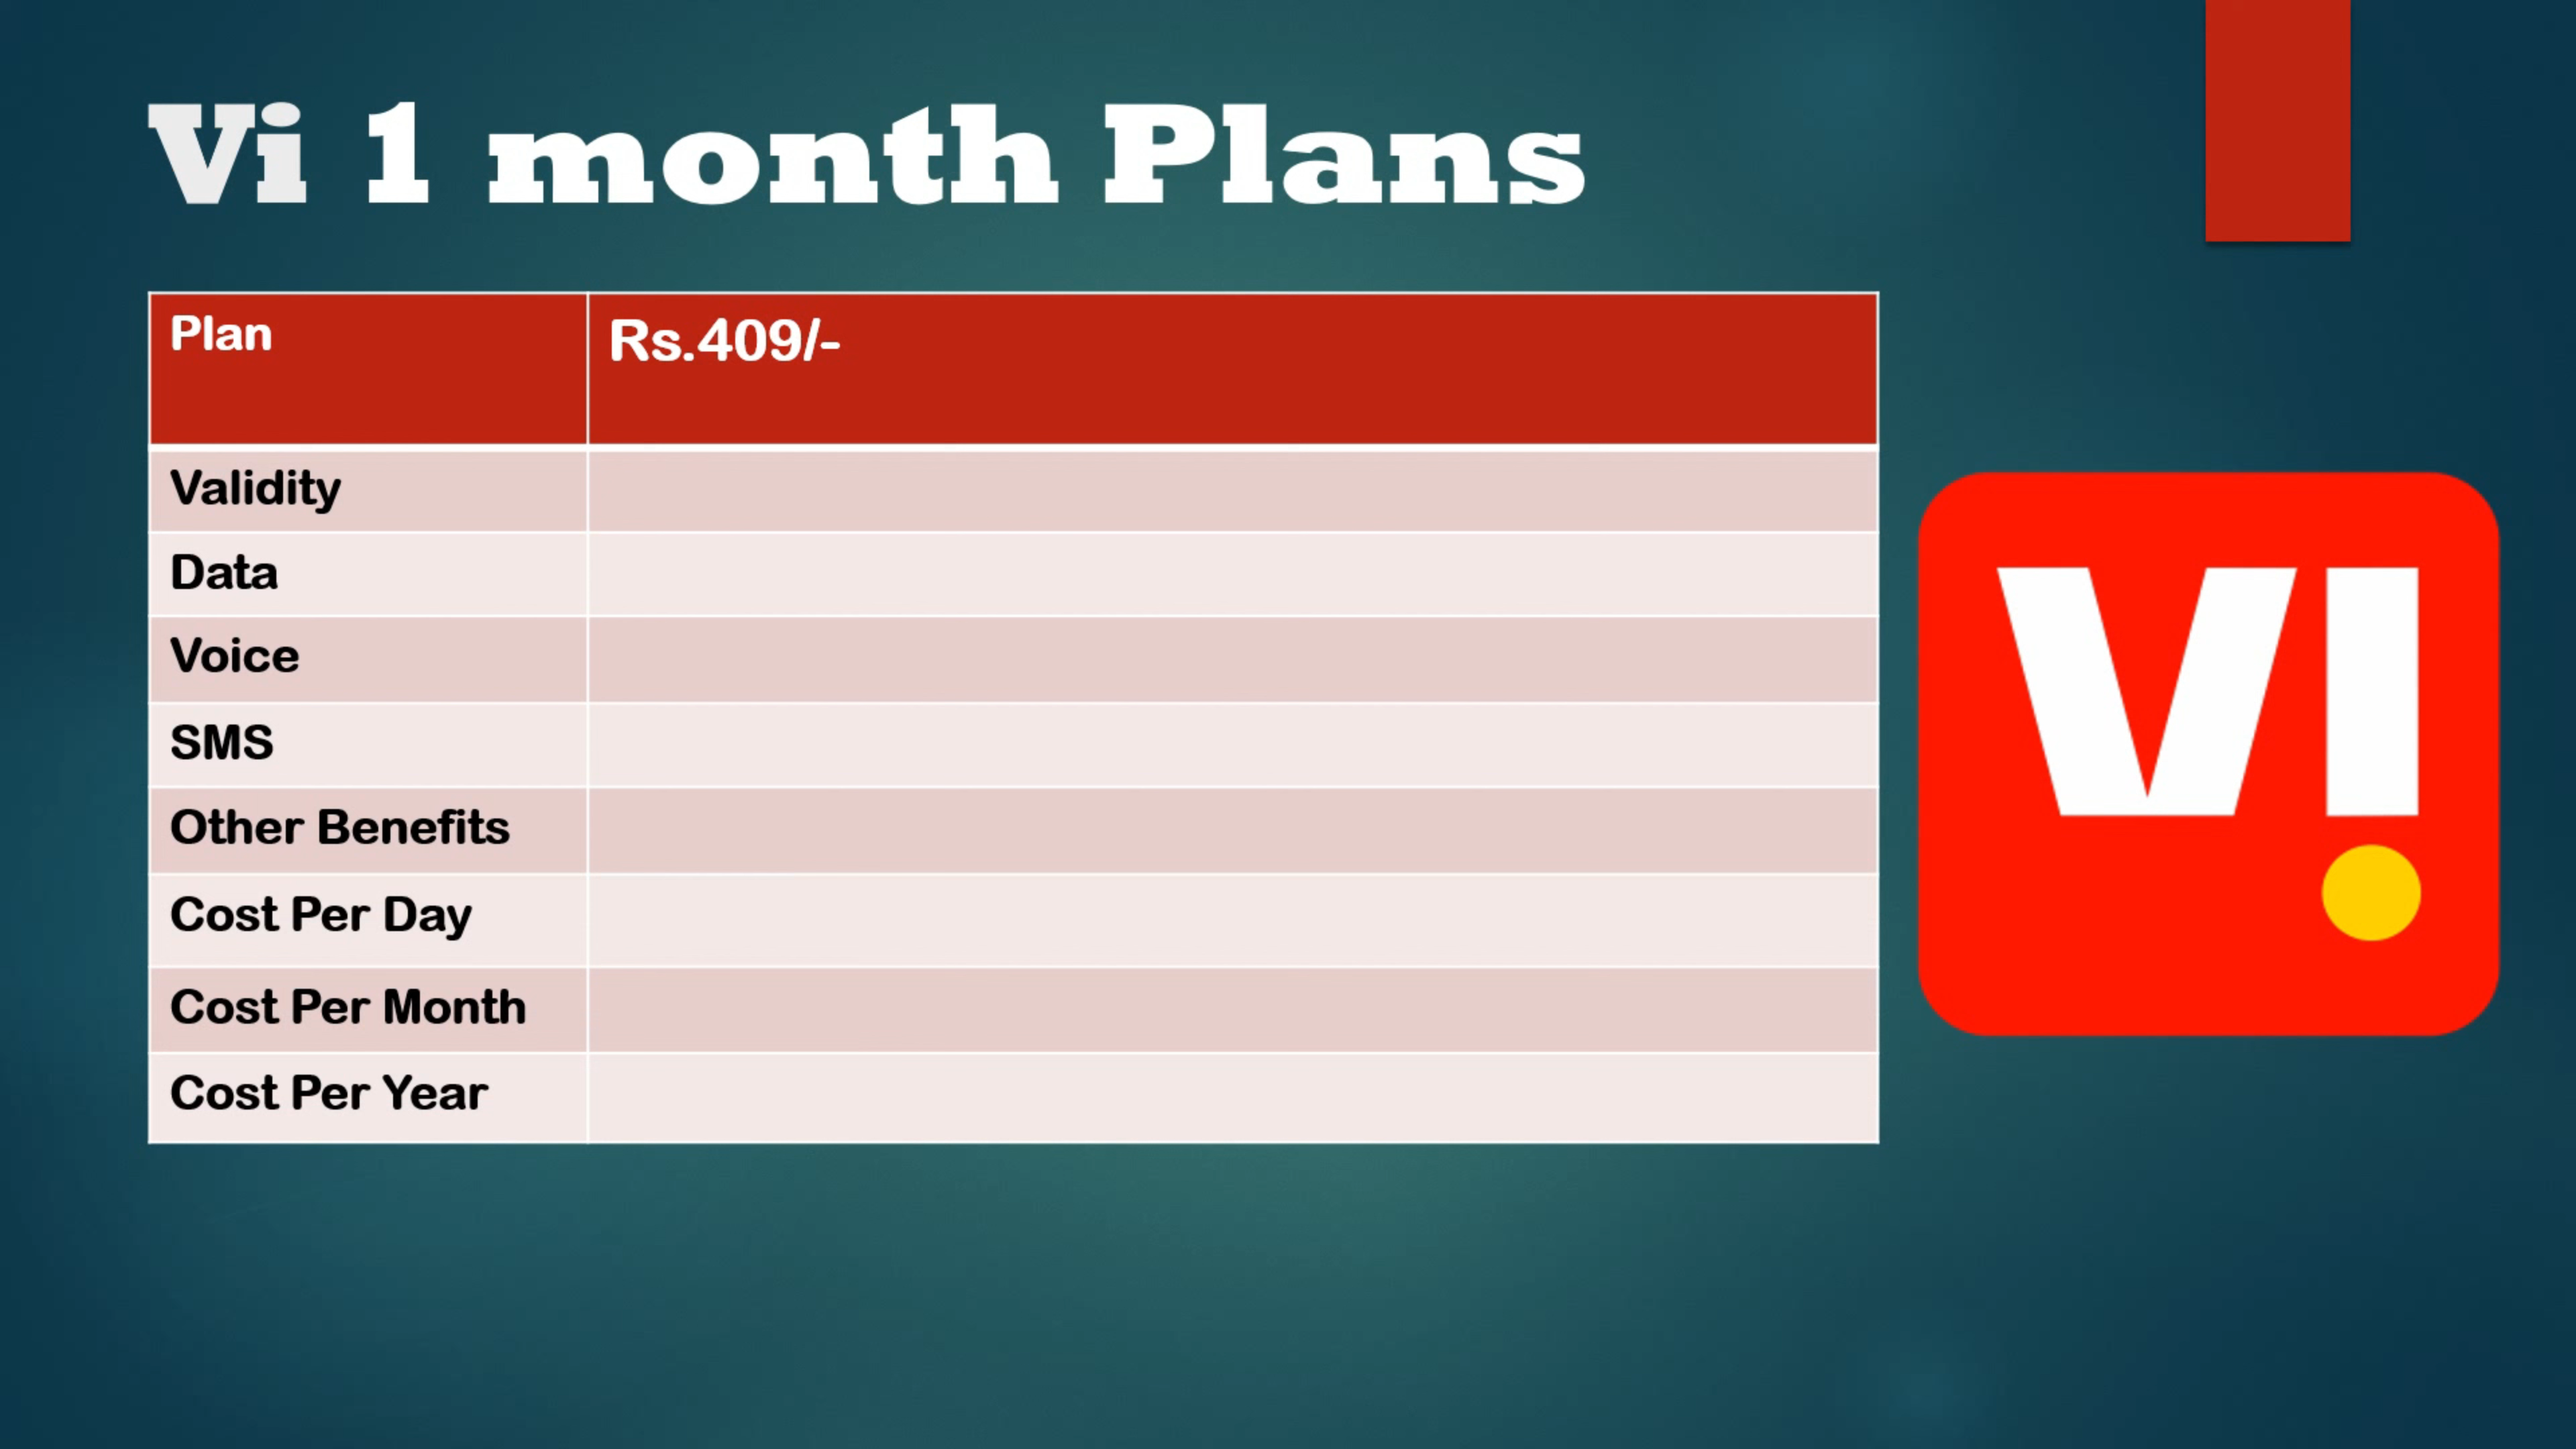 Vi 1 month Plans
Plan Rs.409/-
Validity
Data
Voice
SMS
Other Benefits
Cost Per Day
Cost Per Month
Cost Per Year
VI